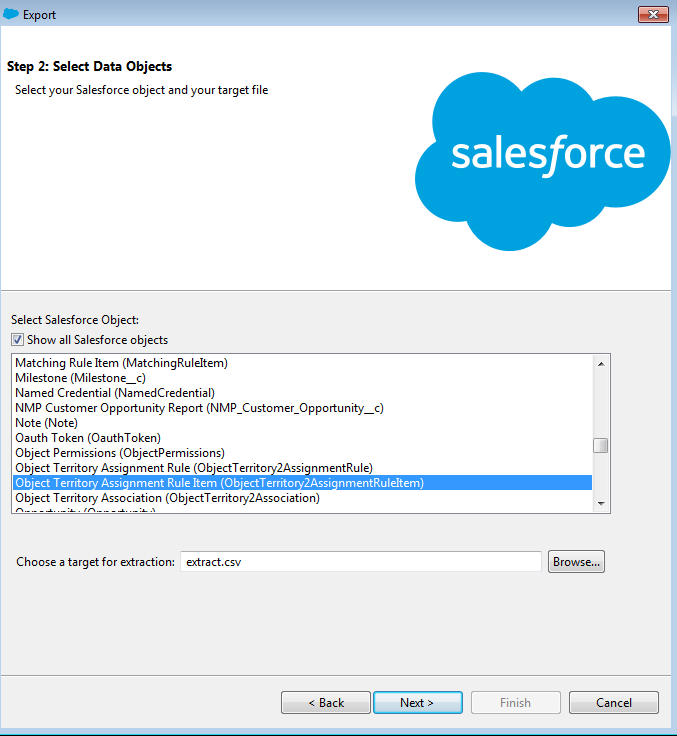 Export
Step 2: Select Data Objects
Select your Salesforce object and your target file
salesforce
Select Salesforce Object:
Show all Salesforce objects
Matching Rule Item (MatchingRuleItem)
Milestone (Milestone__c)
Named Credential (NamedCredential)
NMP Customer Opportunity Report (NMP_Customer_Opportunity__c)
Note (Note)
Oauth Token (OauthToken)
Object Permissions (ObjectPermissions)
Object Territory Assignment Rule (ObjectTerritory2AssignmentRule)
Object Territory Assignment Rule Item (ObjectTerritory2AssignmentRuleItem)
Object Territory Association (ObjectTerritory2Association)
Opportunity (Opportunity)
Choose a target for extraction: extract.csv Browse...
< Back Next > Finish Cancel